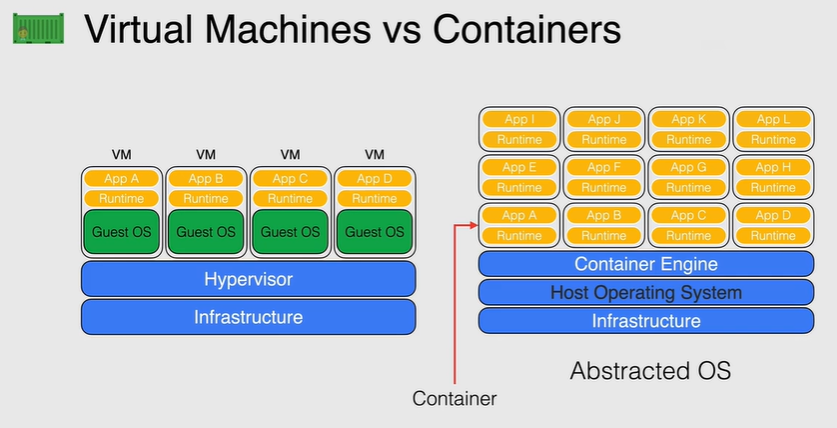 Virtual Machines vs Containers
VM VM VM VM
App A App B App C App D
Runtime Runtime Runtime Runtime
Guest OS Guest OS Guest OS Guest OS
Hypervisor
Infrastructure
App I App J App K App L
Runtime Runtime Runtime Runtime
App E App F App G App H
Runtime Runtime Runtime Runtime
App A App B App C App D
Runtime Runtime Runtime Runtime
Container Engine
Host Operating System
Infrastructure
Abstracted OS
Container